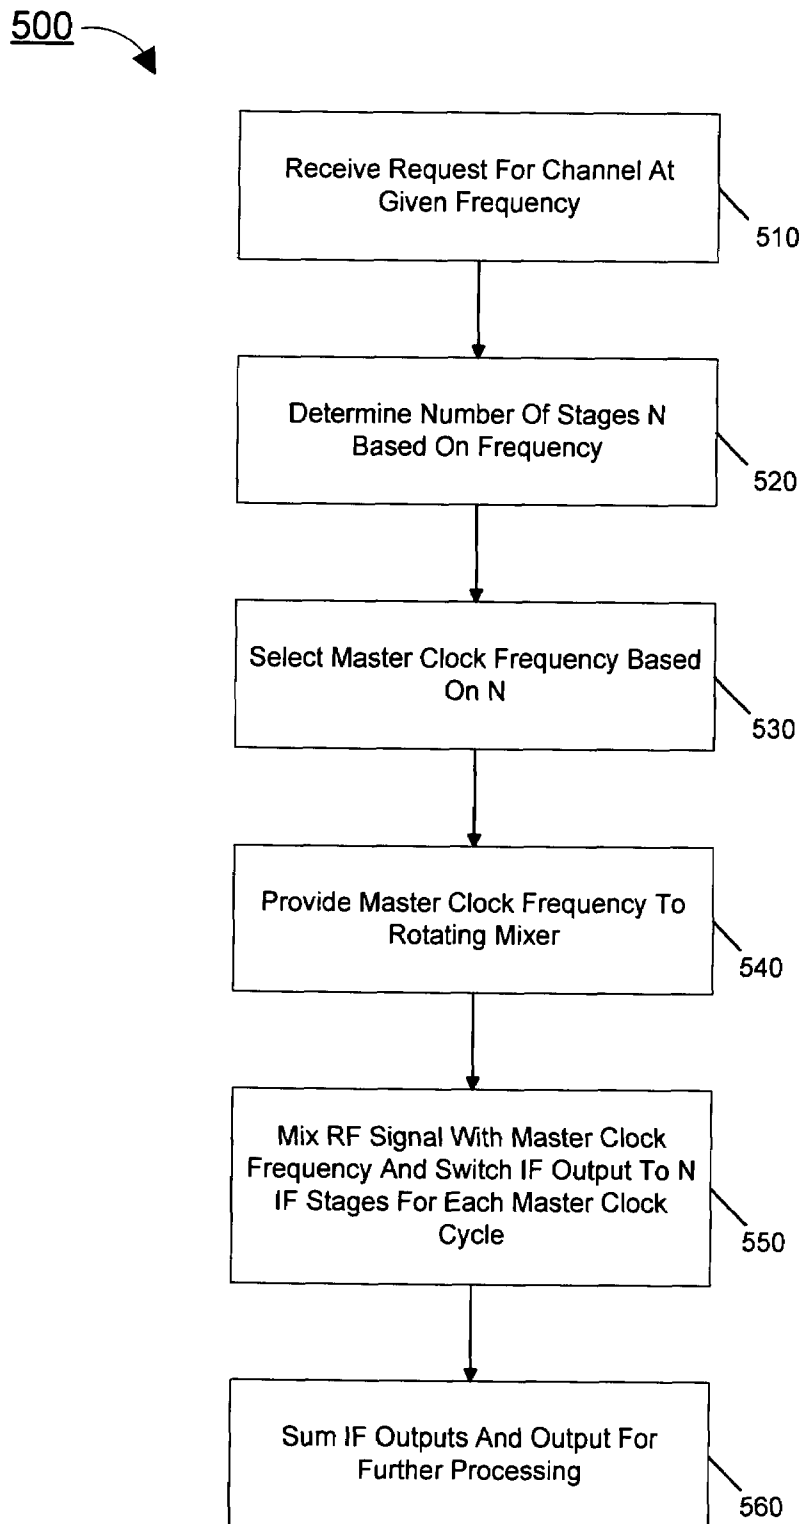 500
Receive Request For Channel At
Given Frequency
510
Determine Number Of Stages N
Based On Frequency
520
Select Master Clock Frequency Based
On N
530
Provide Master Clock Frequency To
Rotating Mixer
540
Mix RF Signal With Master Clock
Frequency And Switch IF Output To N
IF Stages For Each Master Clock
Cycle
550
Sum IF Outputs And Output For
Further Processing
560